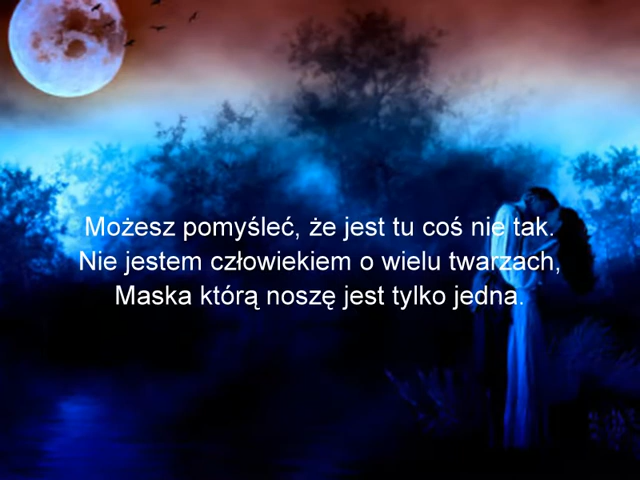 Możesz pomyśleć, że jest tu coś nie tak.
Nie jestem człowiekiem o wielu twarzach,
Maska którą noszę jest tylko jedna.